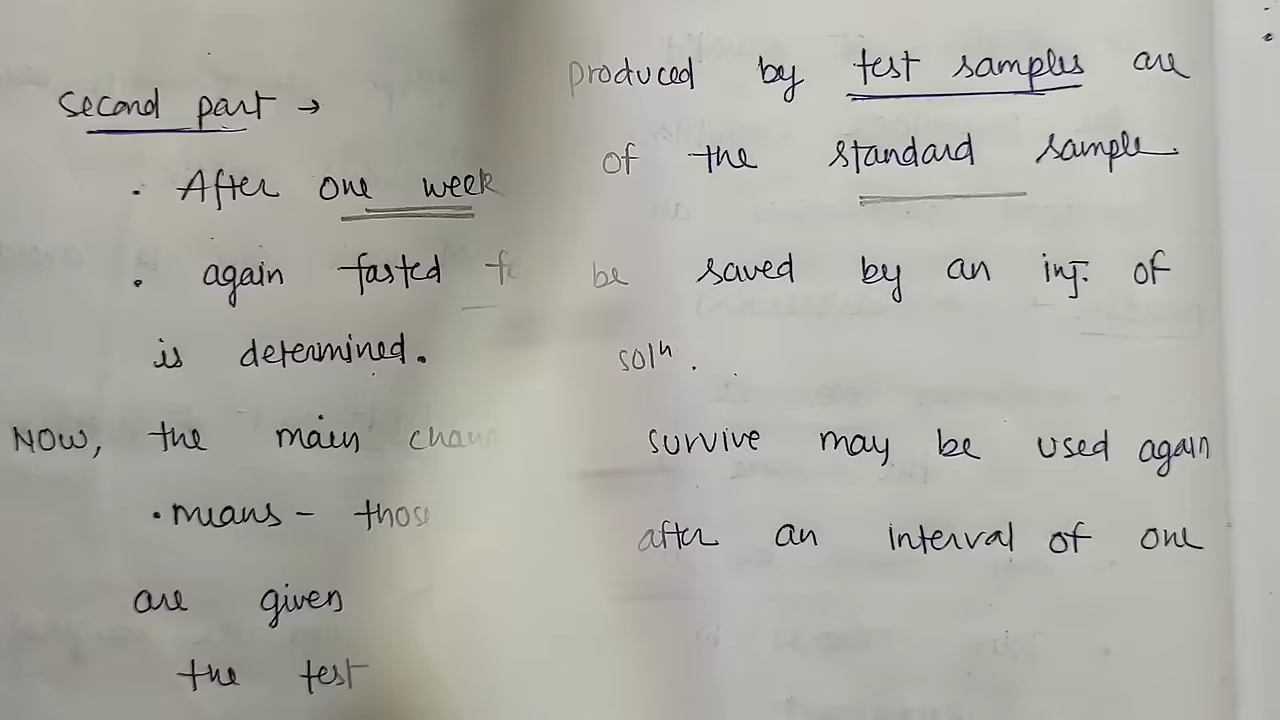 second part →
. After one week
. again fasted
is determined.
NOW, the main
. means - those
are given
the test
produced by test samples are
of the standard sample.
be saved by an inj. of
solⁿ.
survive may be used again
after an interval of one